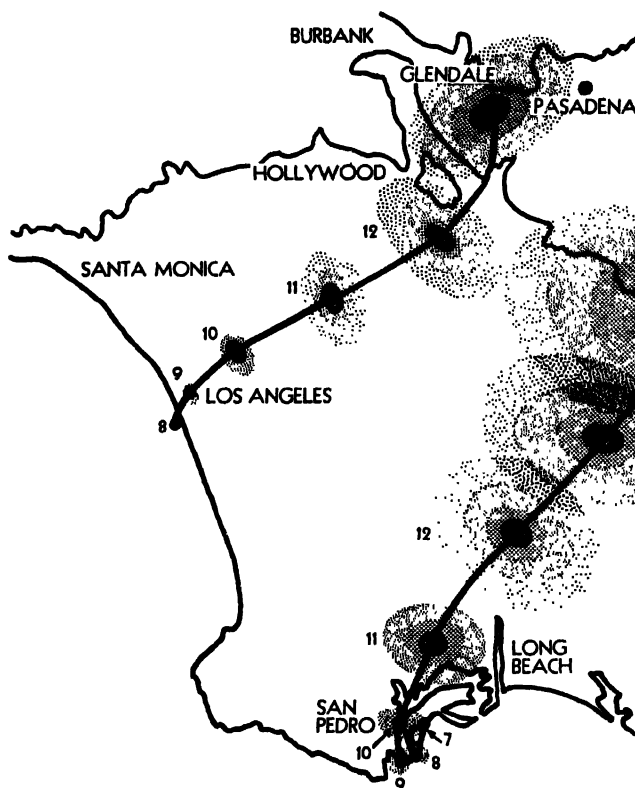 BURBANK
GLENDALE
PASADENA
HOLLYWOOD
12
SANTA MONICA
11
10
9
LOS ANGELES
8
12
11
LONG
BEACH
SAN
PEDRO
7
10
8
9